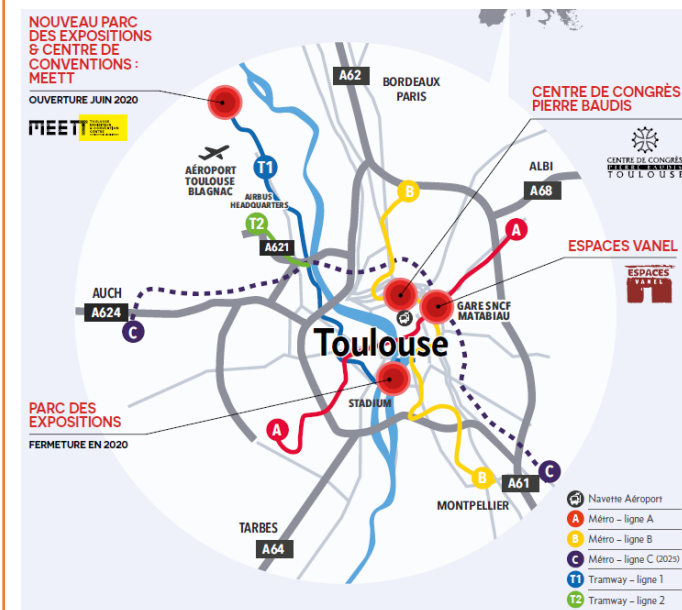 NOUVEAU PARC
DES EXPOSITIONS
& CENTRE DE
CONVENTIONS :
MEETT
OUVERTURE JUIN 2020
MEETT
A62
BORDEAUX
PARIS
CENTRE DE CONGRÈS
PIERRE BAUDIS
CENTRE DE CONGRÈS
PIERRE BAUDIS
TOULOUSE
AÉROPORT
TOULOUSE
BLAGNAC
T1
AIRBUS
HEADQUARTERS
T2
A621
B
ALBI
A68
A
ESPACES VANEL
ESPACES
VANEL
AUCH
A624
C
GARE SNCF
MATABIAU
Toulouse
STADIUM
PARC DES
EXPOSITIONS
FERMETURE EN 2020
A
B
C
A61
MONTPELLIER
TARBES
A64
Navette Aéroport
A Métro – ligne A
B Métro – ligne B
C Métro – ligne C (2025)
T1 Tramway – ligne 1
T2 Tramway – ligne 2